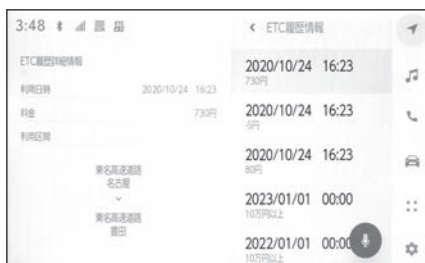 3:48
ETC履歴詳細情報
利用日時 2020/10/24 16:23
料金 730円
利用区間
東名高速道路
名古屋
東名高速道路
豊田
ETC履歴情報
2020/10/24 16:23
730円
2020/10/24 16:23
-5円
2020/10/24 16:23
80円
2023/01/01 00:00
10万円以上
2022/01/01 00:00
10万円以上